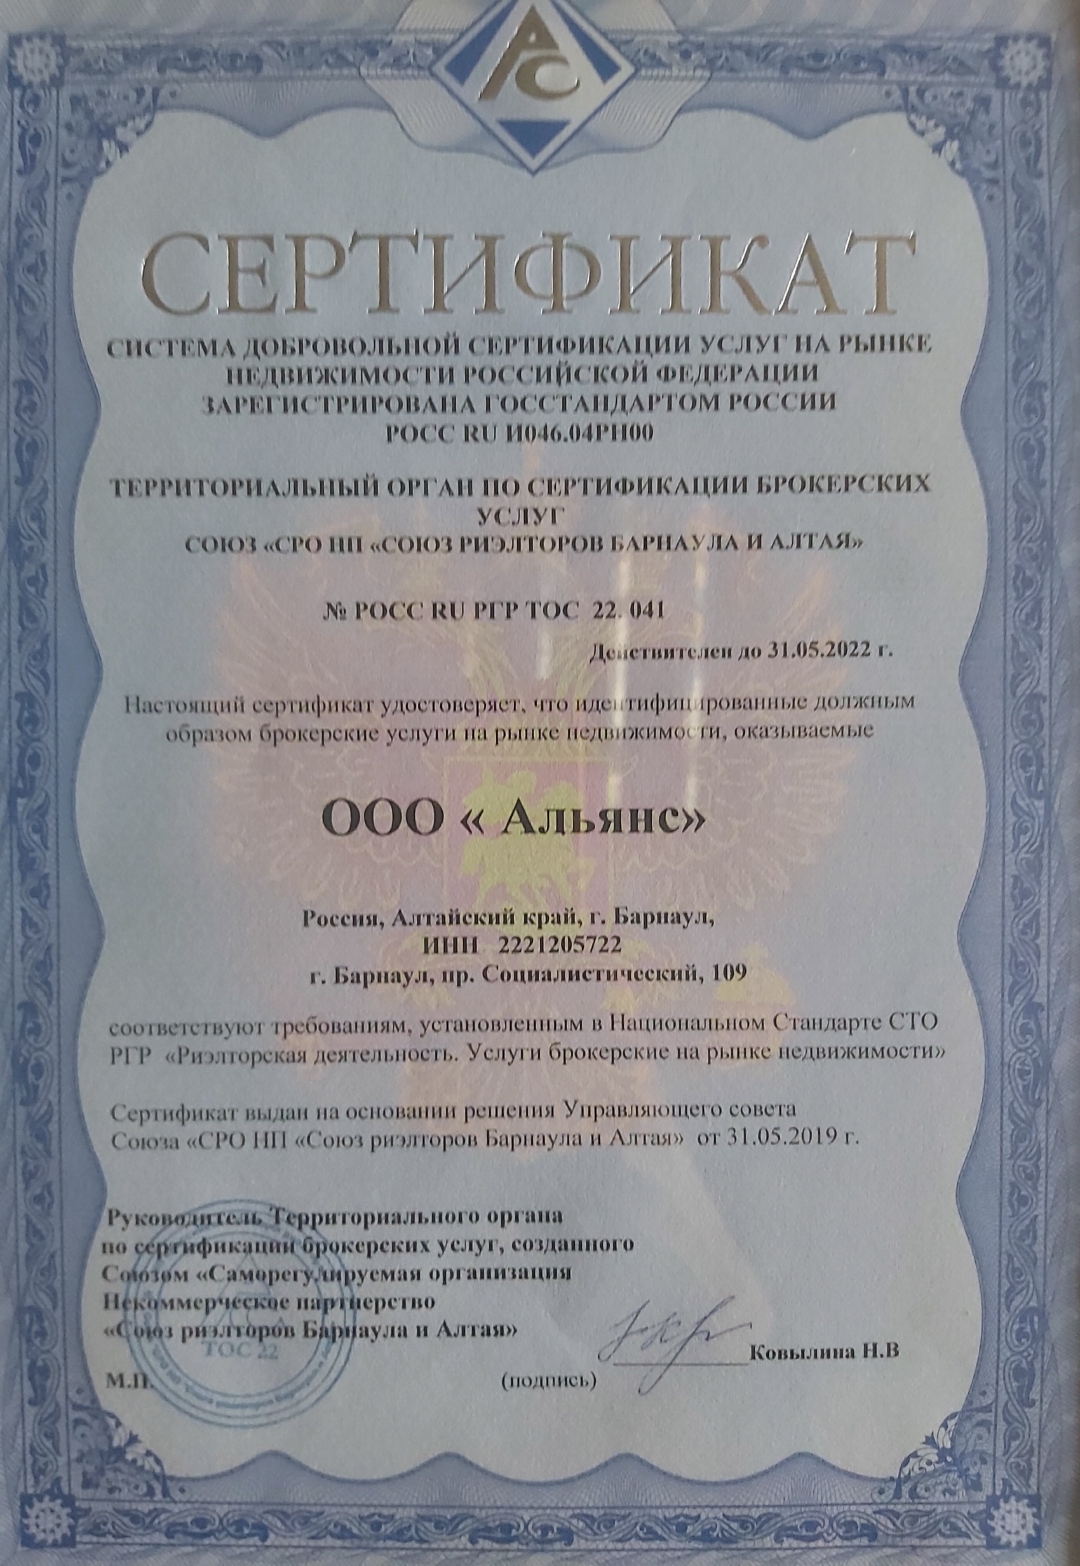 АС
СЕРТИФИКАТ
СИСТЕМА ДОБРОВОЛЬНОЙ СЕРТИФИКАЦИИ УСЛУГ НА РЫНКЕ
НЕДВИЖИМОСТИ РОССИЙСКОЙ ФЕДЕРАЦИИ
ЗАРЕГИСТРИРОВАНА ГОССТАНДАРТОМ РОССИИ
РОСС RU И046.04РН00
ТЕРРИТОРИАЛЬНЫЙ ОРГАН ПО СЕРТИФИКАЦИИ БРОКЕРСКИХ
УСЛУГ
СОЮЗ «СРО НП «СОЮЗ РИЭЛТОРОВ БАРНАУЛА И АЛТАЯ»
№ РОСС RU РГР ТОС 22. 041
Действителен до 31.05.2022 г.
Настоящий сертификат удостоверяет, что идентифицированные должным
образом брокерские услуги на рынке недвижимости, оказываемые
ООО « Альянс»
Россия, Алтайский край, г. Барнаул,
ИНН 2221205722
г. Барнаул, пр. Социалистический, 109
соответствуют требованиям, установленным в Национальном Стандарте СТО
РГР «Риэлторская деятельность. Услуги брокерские на рынке недвижимости»
Сертификат выдан на основании решения Управляющего совета
Союза «СРО НП «Союз риэлторов Барнаула и Алтая» от 31.05.2019 г.
Руководитель Территориального органа
по сертификации брокерских услуг, созданного
Союзом «Саморегулируемая организация
Некоммерческое партнерство
«Союз риэлторов Барнаула и Алтая»
ТОС 22
Ковылина Н.В
М.П.
(подпись)